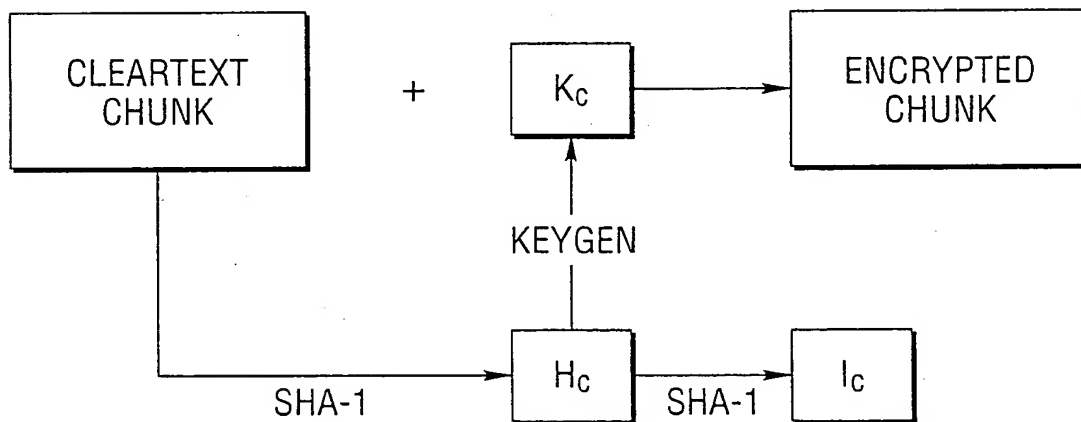 CLEARTEXT
CHUNK
+
Kc
ENCRYPTED
CHUNK
KEYGEN
Hc
Ic
SHA-1
SHA-1